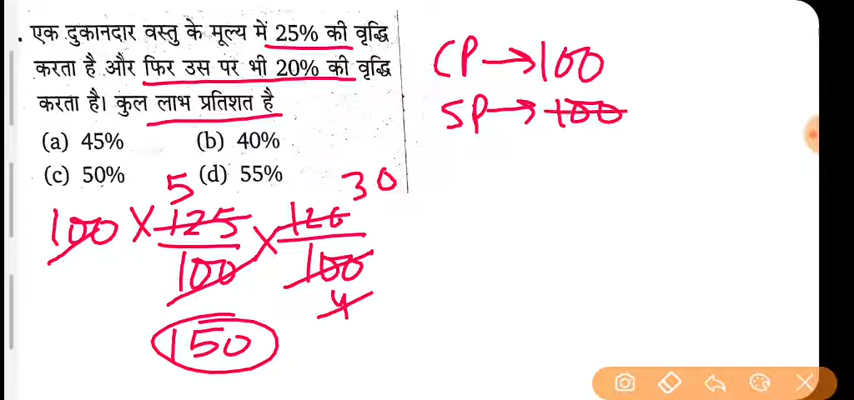 . एक दुकानदार वस्तु के मूल्य में 25% की वृद्धि
करता है और फिर उस पर भी 20% की वृद्धि
करता है। कुल लाभ प्रतिशत है
(a) 45% (b) 40%
(c) 50% (d) 55%
CP → 100
SP → 100
5 30
100 × 125 × 120
100 100
4
150